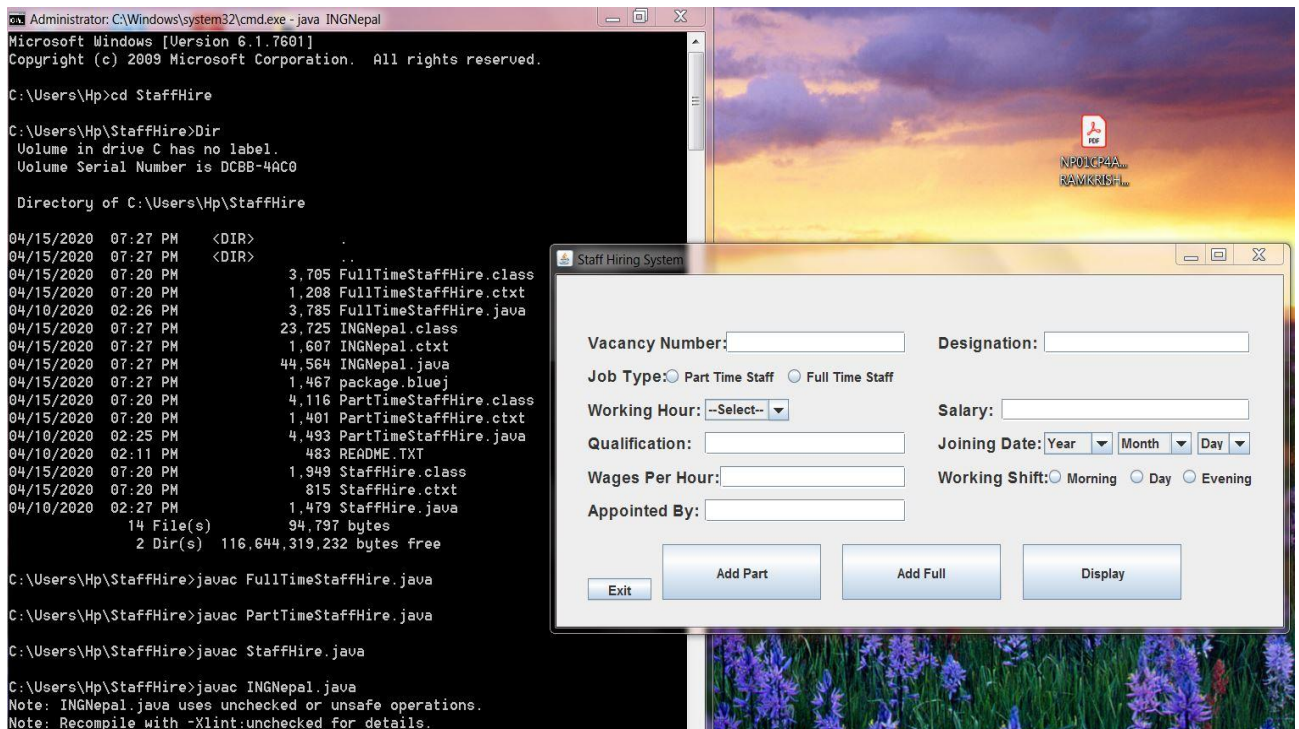 Administrator: C:\Windows\system32\cmd.exe - java INGNepal
Microsoft Windows [Version 6.1.7601]
Copyright (c) 2009 Microsoft Corporation.  All rights reserved.
C:\Users\Hp>cd StaffHire
C:\Users\Hp\StaffHire>Dir
 Volume in drive C has no label.
 Volume Serial Number is DCBB-4AC0
 Directory of C:\Users\Hp\StaffHire
04/15/2020  07:27 PM    <DIR>          .
04/15/2020  07:27 PM    <DIR>          ..
04/15/2020  07:20 PM             3,705 FullTimeStaffHire.class
04/15/2020  07:20 PM             1,208 FullTimeStaffHire.ctxt
04/10/2020  02:26 PM             3,785 FullTimeStaffHire.java
04/15/2020  07:27 PM            23,725 INGNepal.class
04/15/2020  07:27 PM             1,607 INGNepal.ctxt
04/15/2020  07:27 PM            44,564 INGNepal.java
04/15/2020  07:27 PM             1,467 package.bluej
04/15/2020  07:20 PM             4,116 PartTimeStaffHire.class
04/15/2020  07:20 PM             1,401 PartTimeStaffHire.ctxt
04/10/2020  02:25 PM             4,493 PartTimeStaffHire.java
04/10/2020  02:11 PM               483 README.TXT
04/15/2020  07:20 PM             1,949 StaffHire.class
04/15/2020  07:20 PM               815 StaffHire.ctxt
04/10/2020  02:27 PM             1,479 StaffHire.java
              14 File(s)         94,797 bytes
               2 Dir(s)  116,644,319,232 bytes free
C:\Users\Hp\StaffHire>javac FullTimeStaffHire.java
C:\Users\Hp\StaffHire>javac PartTimeStaffHire.java
C:\Users\Hp\StaffHire>javac StaffHire.java
C:\Users\Hp\StaffHire>javac INGNepal.java
Note: INGNepal.java uses unchecked or unsafe operations.
Note: Recompile with -Xlint:unchecked for details.
PDF
NP01CP4A...
RAMKRISH...
Staff Hiring System
Vacancy Number: Designation:
Job Type: Part Time Staff Full Time Staff
Working Hour: --Select-- Salary:
Qualification: Joining Date: Year Month Day
Wages Per Hour: Working Shift: Morning Day Evening
Appointed By:
Exit Add Part Add Full Display